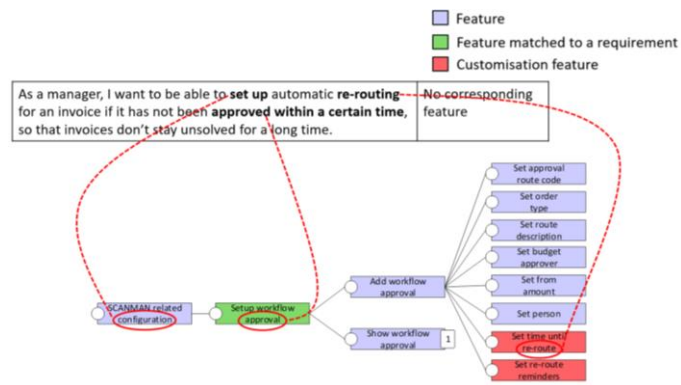 Feature
Feature matched to a requirement
Customisation feature
As a manager, I want to be able to set up automatic re-routing
for an invoice if it has not been approved within a certain time,
so that invoices don't stay unsolved for a long time.
No corresponding
feature
Set approval
route code
Set order
type
Set route
description
Set budget
approver
Add workflow
approval
Set from
amount
SCANMAN related
configuration
Setup workflow
approval
Set person
Show workflow
approval
1
Set time until
re-route
Set re-route
reminders